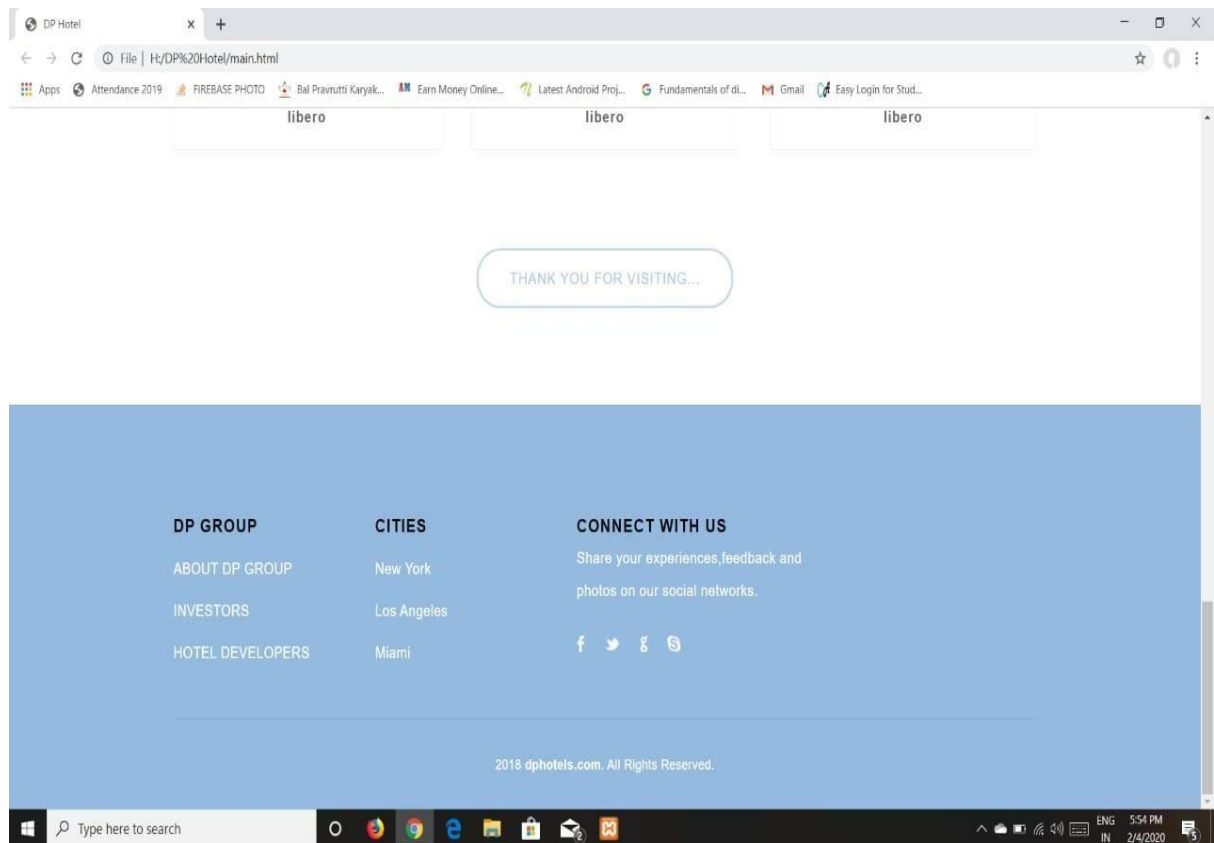 DP Hotel
File | H:/DP%20Hotel/main.html
Apps Attendance 2019 FIREBASE PHOTO Bal Pravrutti Karyak... Earn Money Online... Latest Android Proj... Fundamentals of di... Gmail Easy Login for Stud...
libero libero libero
THANK YOU FOR VISITING...
DP GROUP
ABOUT DP GROUP
INVESTORS
HOTEL DEVELOPERS
CITIES
New York
Los Angeles
Miami
CONNECT WITH US
Share your experiences,feedback and
photos on our social networks.
2018 dphotels.com. All Rights Reserved.
Type here to search
ENG
IN
5:54 PM
2/4/2020